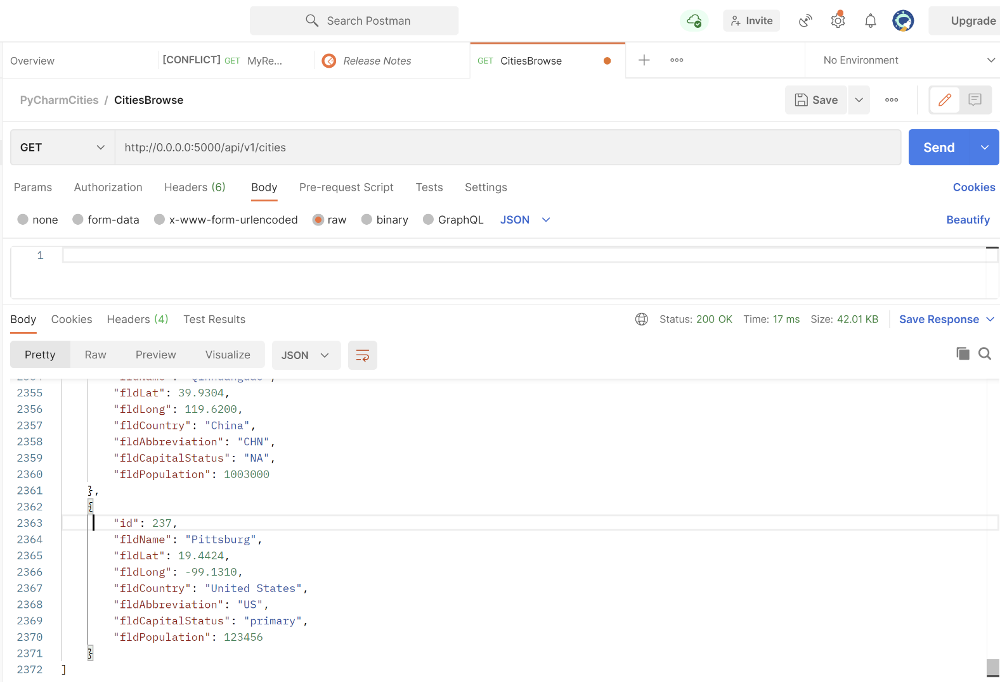 Search Postman
Invite
Upgrade
Overview
[CONFLICT] GET MyRe...
Release Notes
GET CitiesBrowse
No Environment
PyCharmCities / CitiesBrowse
Save
GET
http://0.0.0.0:5000/api/v1/cities
Send
Params Authorization Headers (6) Body Pre-request Script Tests Settings
Cookies
none form-data x-www-form-urlencoded raw binary GraphQL JSON
Beautify
1
Body Cookies Headers (4) Test Results
Status: 200 OK Time: 17 ms Size: 42.01 KB
Save Response
Pretty Raw Preview Visualize JSON
2355 "fldLat": 39.9304,
2356 "fldLong": 119.6200,
2357 "fldCountry": "China",
2358 "fldAbbreviation": "CHN",
2359 "fldCapitalStatus": "NA",
2360 "fldPopulation": 1003000
2361 },
2362 {
2363 "id": 237,
2364 "fldName": "Pittsburg",
2365 "fldLat": 19.4424,
2366 "fldLong": -99.1310,
2367 "fldCountry": "United States",
2368 "fldAbbreviation": "US",
2369 "fldCapitalStatus": "primary",
2370 "fldPopulation": 123456
2371 }
2372 ]